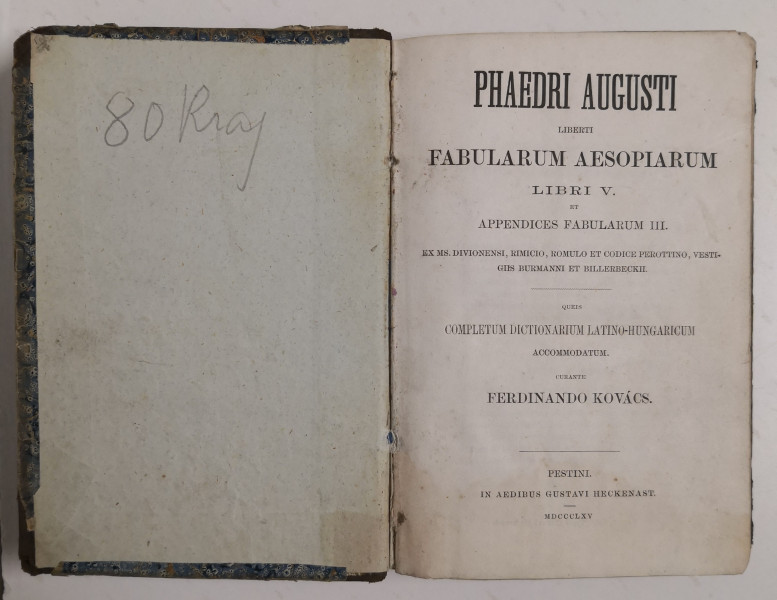 80 Kraj
PHAEDRI AUGUSTI
LIBERTI
FABULARUM AESOPIARUM
LIBRI V.
ET
APPENDICES FABULARUM III.
EX MS. DIVIONENSI, RIMICIO, ROMULO ET CODICE PEROTTINO, VESTI-
GIIS BURMANNI ET BILLERBECKII.
QUEIS
COMPLETUM DICTIONARIUM LATINO-HUNGARICUM
ACCOMMODATUM.
CURANTE
FERDINANDO KOVÁCS.
PESTINI.
IN AEDIBUS GUSTAVI HECKENAST.
MDCCCLXV